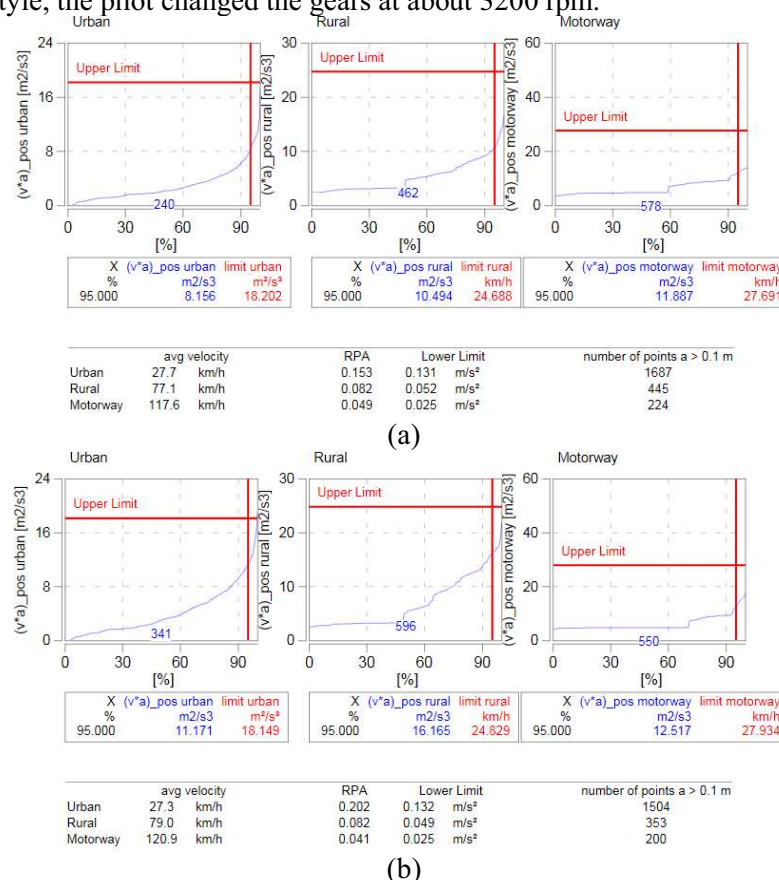 style, the pilot changed the gears at about 3200 rpm.
Urban Rural Motorway
24 30 60
Upper Limit Upper Limit
16 20 40
Upper Limit
8 10 20
0 0 0
(v*a)_pos urban [m2/s3] (v*a)_pos rural [m2/s3] (v*a)_pos motorway [m2/s3]
240 462 578
0 30 60 90 0 30 60 90 0 30 60 90
[%] [%] [%]
X (v*a)_pos urban limit urban X (v*a)_pos rural limit rural X (v*a)_pos motorway limit motorway
% m2/s3 m²/s³ % m2/s3 km/h % m2/s3 km/h
95.000 8.156 18.202 95.000 10.494 24.688 95.000 11.887 27.691
avg velocity RPA Lower Limit number of points a > 0.1 m
Urban 27.7 km/h 0.153 0.131 m/s² 1687
Rural 77.1 km/h 0.082 0.052 m/s² 445
Motorway 117.6 km/h 0.049 0.025 m/s² 224
(a)
Urban Rural Motorway
24 30 60
Upper Limit Upper Limit
16 20 40
Upper Limit
8 10 20
0 0 0
(v*a)_pos urban [m2/s3] (v*a)_pos rural [m2/s3] (v*a)_pos motorway [m2/s3]
341 596 550
0 30 60 90 0 30 60 90 0 30 60 90
[%] [%] [%]
X (v*a)_pos urban limit urban X (v*a)_pos rural limit rural X (v*a)_pos motorway limit motorway
% m2/s3 m²/s³ % m2/s3 km/h % m2/s3 km/h
95.000 11.171 18.149 95.000 16.165 24.829 95.000 12.517 27.934
avg velocity RPA Lower Limit number of points a > 0.1 m
Urban 27.3 km/h 0.202 0.132 m/s² 1504
Rural 79.0 km/h 0.082 0.049 m/s² 353
Motorway 120.9 km/h 0.041 0.025 m/s² 200
(b)